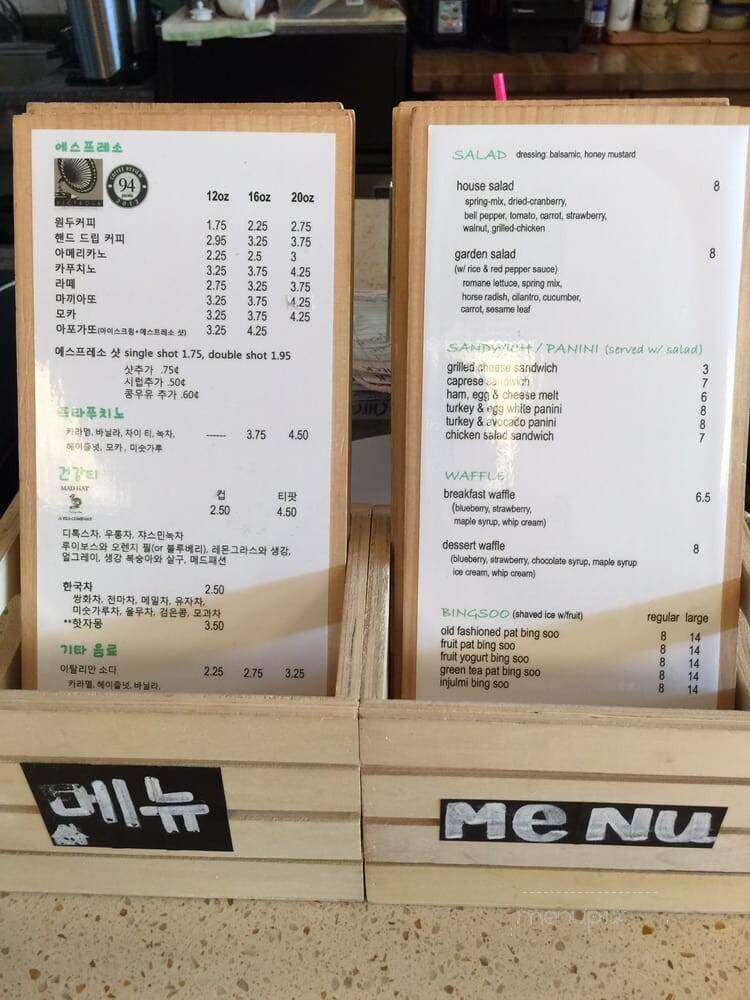 에스프레소
VICTROLA
COFFEE REVIEW
94
2012
12oz 16oz 20oz
원두커피 1.75 2.25 2.75
핸드 드립 커피 2.95 3.25 3.75
아메리카노 2.25 2.5 3
카푸치노 3.25 3.75 4.25
라떼 2.75 3.25 3.75
마끼아또 3.25 3.75 4.25
모카 3.25 3.75 4.25
아포가또(아이스크림+에스프레소 샷) 3.25 4.25
에스프레소 샷 single shot 1.75, double shot 1.95
샷추가 .75¢
시럽추가 .50¢
콩우유 추가 .60¢
프라푸치노
카라멜, 바닐라, 차이 티, 녹차, ------ 3.75 4.50
헤이즐넛, 모카, 미숫가루
건강티
MAD HAT
A TEA COMPANY
컵 티팟
2.50 4.50
디톡스차, 우롱차, 쟈스민녹차
루이보스와 오렌지 필(or 블루베리), 레몬그라스와 생강,
얼그레이, 생강 복숭아와 살구, 매드패션
한국차 2.50
쌍화차, 천마차, 메밀차, 유자차,
미숫가루차, 율무차, 검은콩, 모과차
**핫자몽 3.50
기타 음료
이탈리안 소다 2.25 2.75 3.25
카라멜, 헤이즐넛, 바닐라,
메뉴
SALAD dressing: balsamic, honey mustard
house salad 8
spring-mix, dried-cranberry,
bell pepper, tomato, carrot, strawberry,
walnut, grilled-chicken
garden salad 8
(w/ rice & red pepper sauce)
romane lettuce, spring mix,
horse radish, cilantro, cucumber,
carrot, sesame leaf
SANDWICH / PANINI (served w/ salad)
grilled cheese sandwich 3
caprese sandwich 7
ham, egg & cheese melt 6
turkey & egg white panini 8
turkey & avocado panini 8
chicken salad sandwich 7
WAFFLE
breakfast waffle 6.5
(blueberry, strawberry,
maple syrup, whip cream)
dessert waffle 8
(blueberry, strawberry, chocolate syrup, maple syrup
ice cream, whip cream)
BINGSOO (shaved ice w/fruit) regular large
old fashioned pat bing soo 8 14
fruit pat bing soo 8 14
fruit yogurt bing soo 8 14
green tea pat bing soo 8 14
injulmi bing soo 8 14
MeNU
menupix